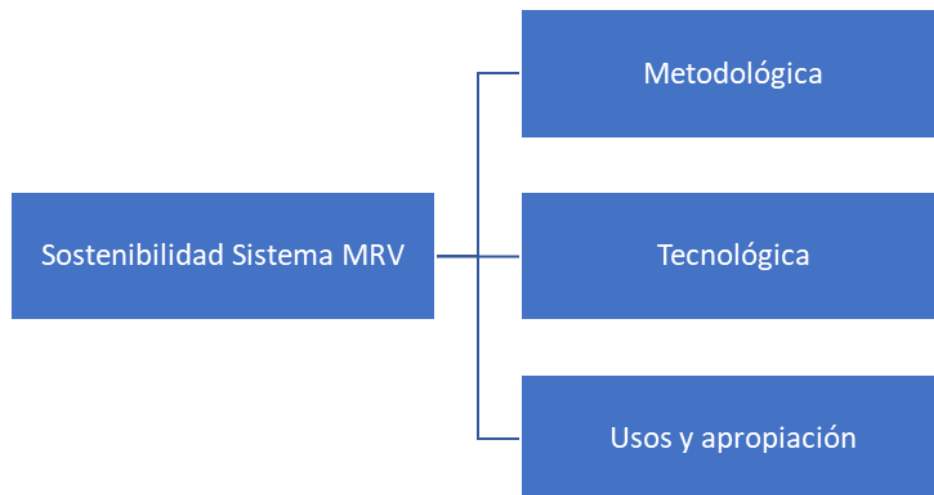 Metodológica
Sostenibilidad Sistema MRV
Tecnológica
Usos y apropiación